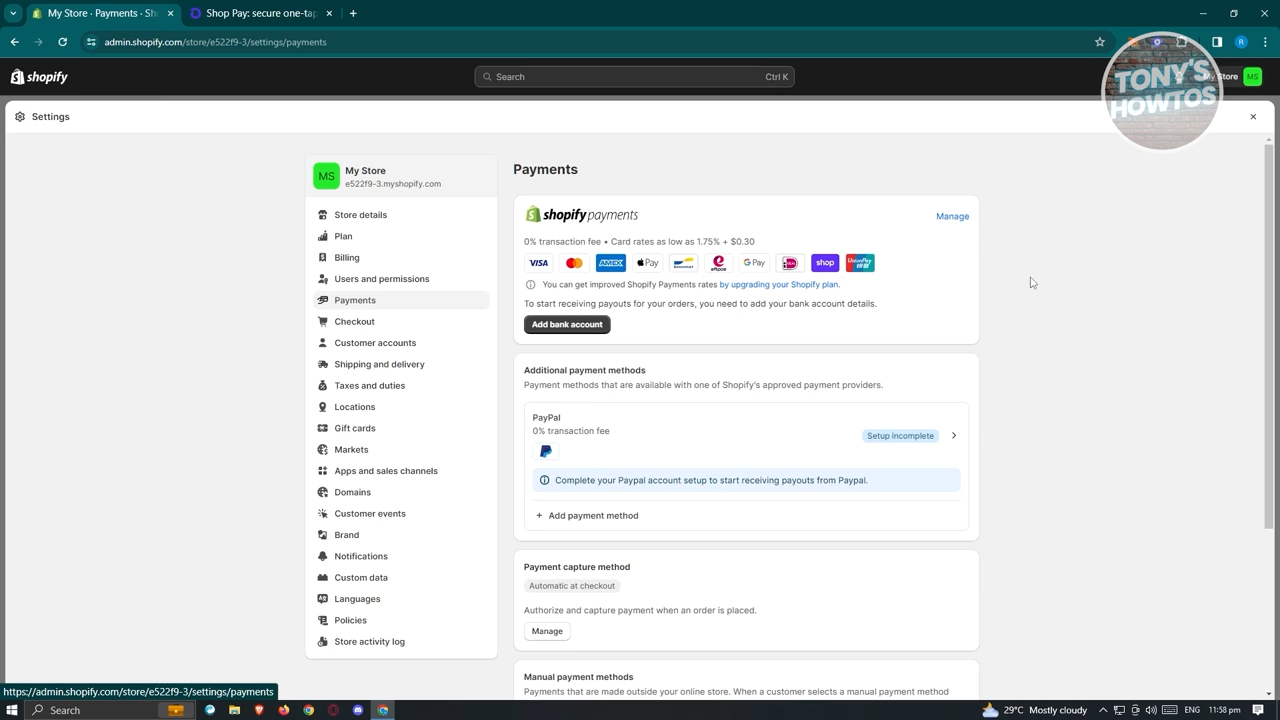 My Store · Payments · Sh
Shop Pay: secure one-tap
admin.shopify.com/store/e522f9-3/settings/payments
shopify
Search
Ctrl K
My Store
MS
TONY'S
HOWTOS
Settings
MS
My Store
e522f9-3.myshopify.com
Store details
Plan
Billing
Users and permissions
Payments
Checkout
Customer accounts
Shipping and delivery
Taxes and duties
Locations
Gift cards
Markets
Apps and sales channels
Domains
Customer events
Brand
Notifications
Custom data
Languages
Policies
Store activity log
Payments
shopify payments
Manage
0% transaction fee • Card rates as low as 1.75% + $0.30
VISA
AMEX
Pay
Bancontact
eftpos
G Pay
iDEAL
shop
UnionPay
You can get improved Shopify Payments rates by upgrading your Shopify plan.
To start receiving payouts for your orders, you need to add your bank account details.
Add bank account
Additional payment methods
Payment methods that are available with one of Shopify's approved payment providers.
PayPal
0% transaction fee
Setup incomplete
Complete your Paypal account setup to start receiving payouts from Paypal.
+ Add payment method
Payment capture method
Automatic at checkout
Authorize and capture payment when an order is placed.
Manage
Manual payment methods
Payments that are made outside your online store. When a customer selects a manual payment method
https://admin.shopify.com/store/e522f9-3/settings/payments
Search
29°C Mostly cloudy
ENG
11:58 pm